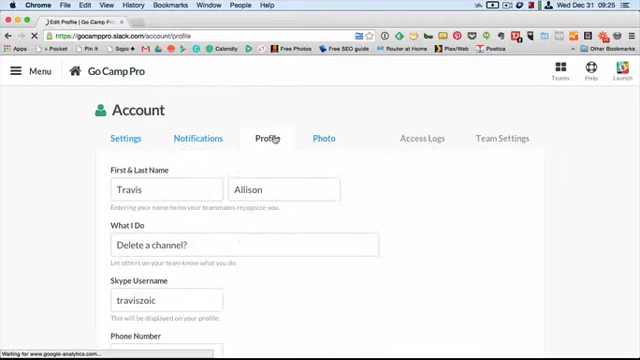 Chrome File Edit View History Bookmarks Window People Help Wed Dec 31 09:25
Edit Profile | Go Camp Pro
https://gocamppro.slack.com/account/profile
Apps + Pocket Pin It Calendly Free Photos Free SEO guide Router at Home Plex/Web Poetica Other Bookmarks
Menu Go Camp Pro Teams Help Launch
Account
Settings Notifications Profile Photo Access Logs Team Settings
First & Last Name
Travis Allison
Entering your name helps your teammates recognize you.
What I Do
Delete a channel?
Let others on your team know what you do.
Skype Username
traviszoic
This will be displayed on your profile.
Phone Number
Waiting for www.google-analytics.com...